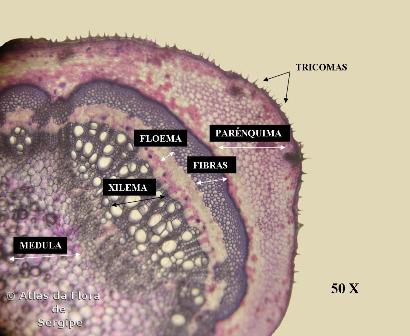 TRICOMAS
PARÊNQUIMA
FLOEMA
FIBRAS
XILEMA
MEDULA
50 X
© Atlas da Flora
de
Sergipe